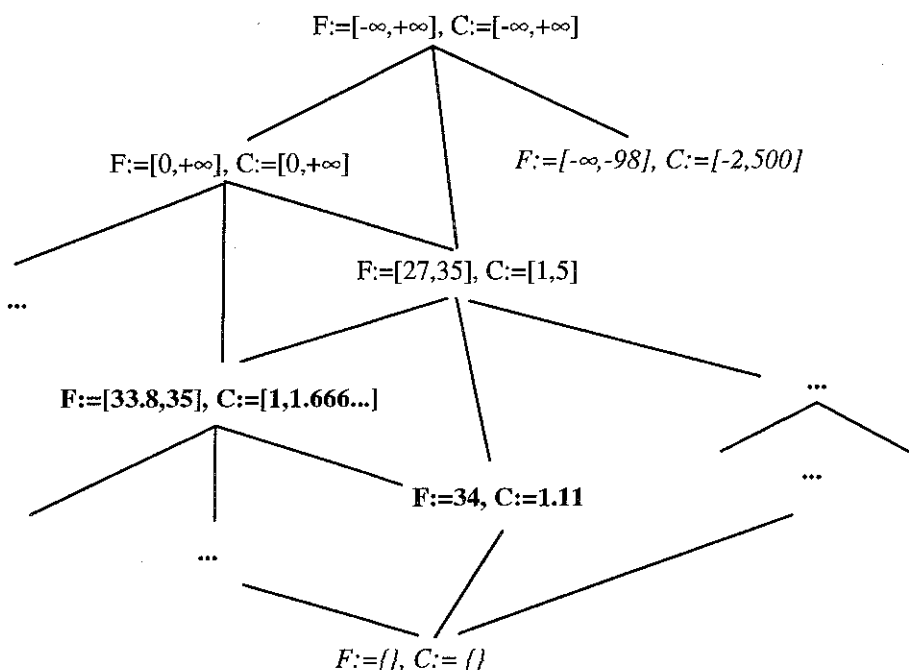 F:=[-∞,+∞], C:=[-∞,+∞]
F:=[0,+∞], C:=[0,+∞]
F:=[-∞,-98], C:=[-2,500]
F:=[27,35], C:=[1,5]
...
F:=[33.8,35], C:=[1,1.666...]
...
F:=34, C:=1.11
...
...
F:={}, C:= {}